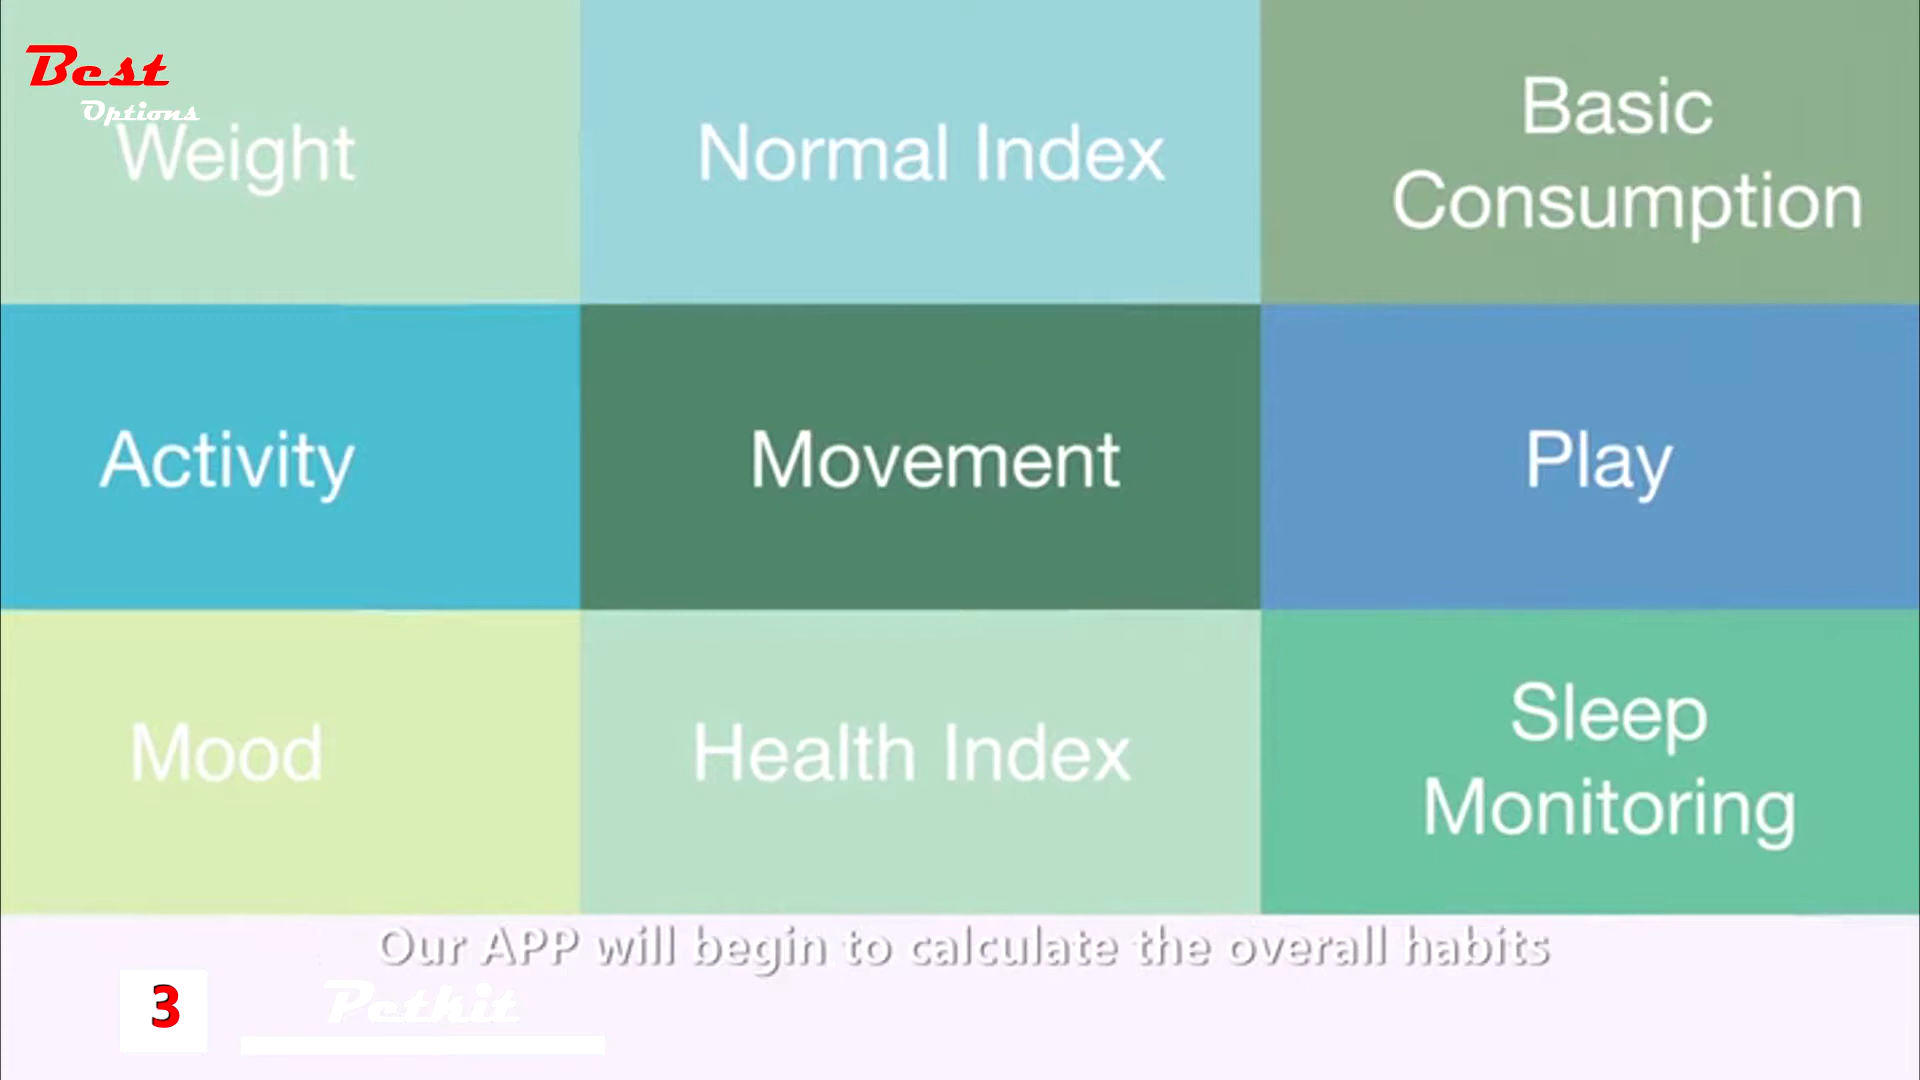 Best
Options
Weight
Normal Index
Basic
Consumption
Activity
Movement
Play
Mood
Health Index
Sleep
Monitoring
Our APP will begin to calculate the overall habits
3
Petkit